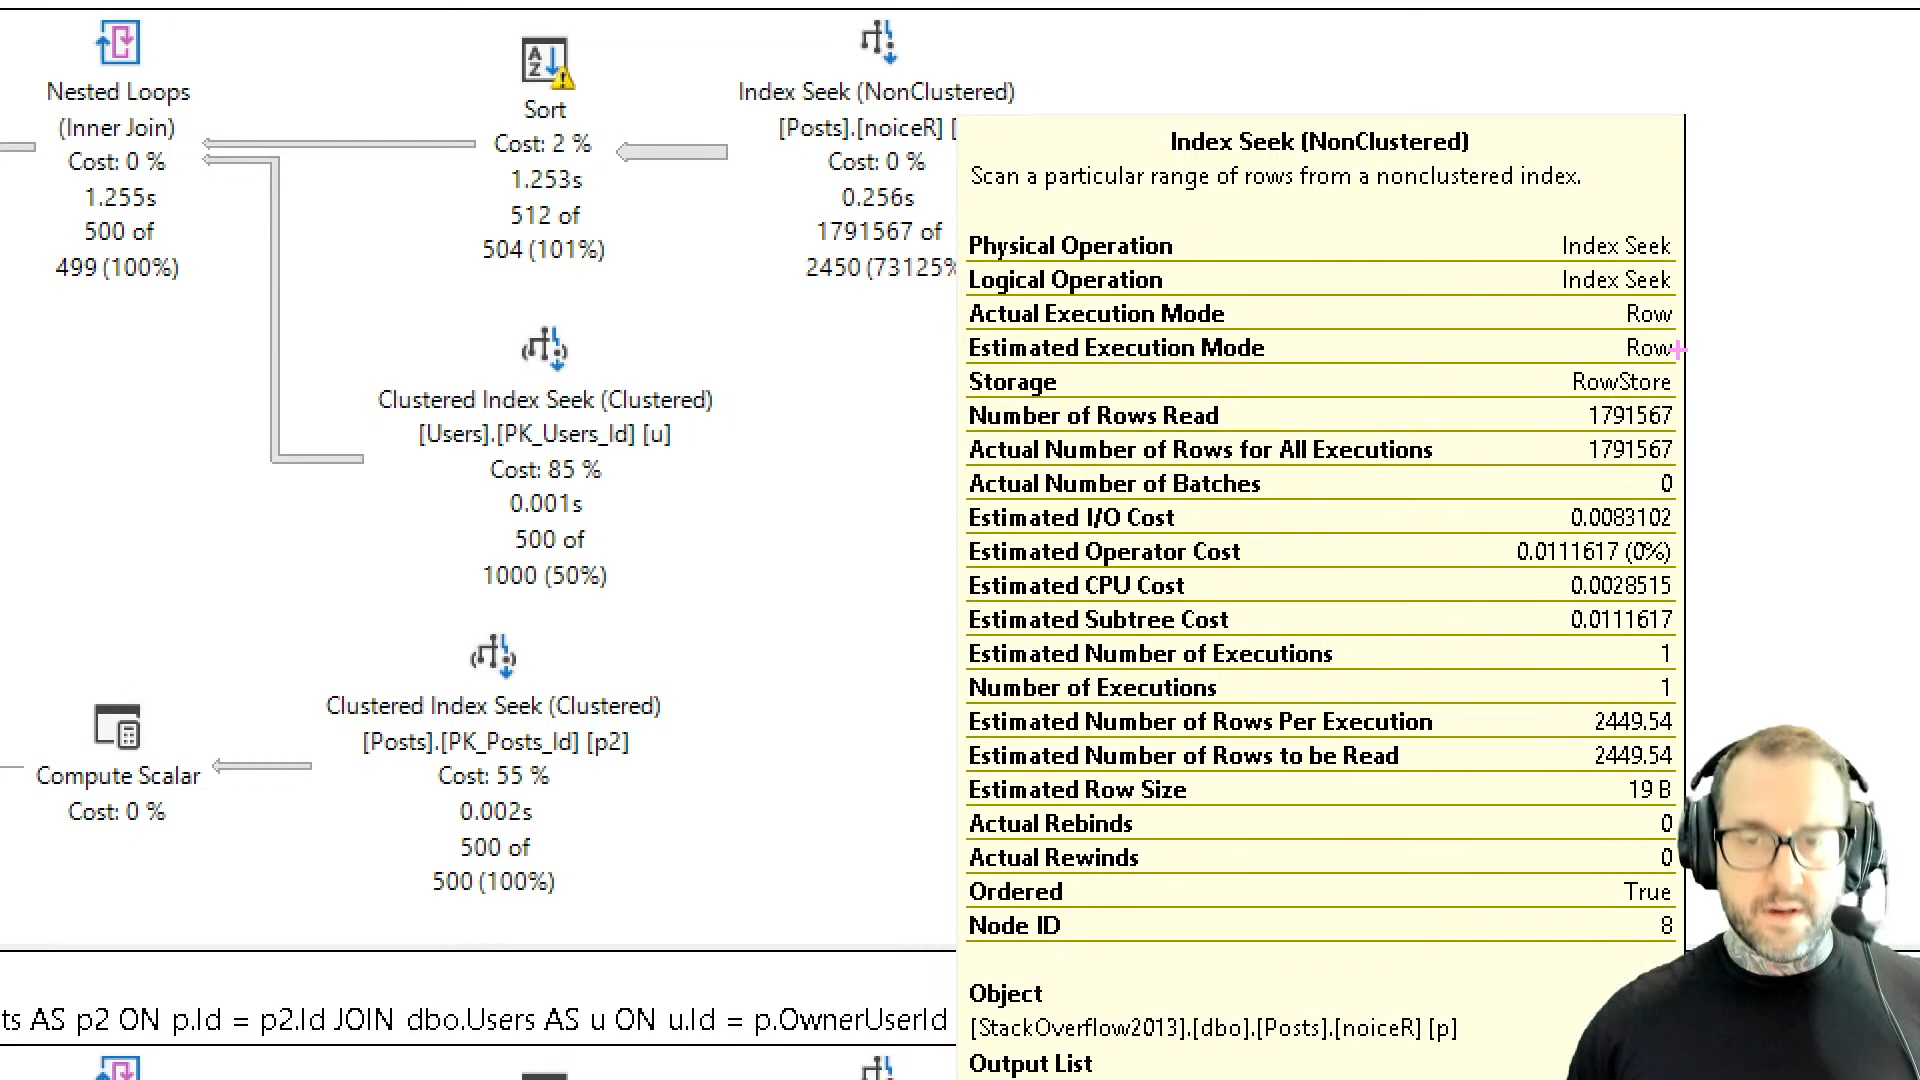 Nested Loops
(Inner Join)
Cost: 0 %
1.255s
500 of
499 (100%)
Sort
Cost: 2 %
1.253s
512 of
504 (101%)
Index Seek (NonClustered)
[Posts].[noiceR] [
Cost: 0 %
0.256s
1791567 of
2450 (73125%
Clustered Index Seek (Clustered)
[Users].[PK_Users_Id] [u]
Cost: 85 %
0.001s
500 of
1000 (50%)
Clustered Index Seek (Clustered)
[Posts].[PK_Posts_Id] [p2]
Cost: 55 %
0.002s
500 of
500 (100%)
Compute Scalar
Cost: 0 %
ts AS p2 ON p.Id = p2.Id JOIN dbo.Users AS u ON u.Id = p.OwnerUserId
Index Seek (NonClustered)
Scan a particular range of rows from a nonclustered index.
Physical Operation Index Seek
Logical Operation Index Seek
Actual Execution Mode Row
Estimated Execution Mode Row
Storage RowStore
Number of Rows Read 1791567
Actual Number of Rows for All Executions 1791567
Actual Number of Batches 0
Estimated I/O Cost 0.0083102
Estimated Operator Cost 0.0111617 (0%)
Estimated CPU Cost 0.0028515
Estimated Subtree Cost 0.0111617
Estimated Number of Executions 1
Number of Executions 1
Estimated Number of Rows Per Execution 2449.54
Estimated Number of Rows to be Read 2449.54
Estimated Row Size 19 B
Actual Rebinds 0
Actual Rewinds 0
Ordered True
Node ID 8
Object
[StackOverflow2013].[dbo].[Posts].[noiceR] [p]
Output List